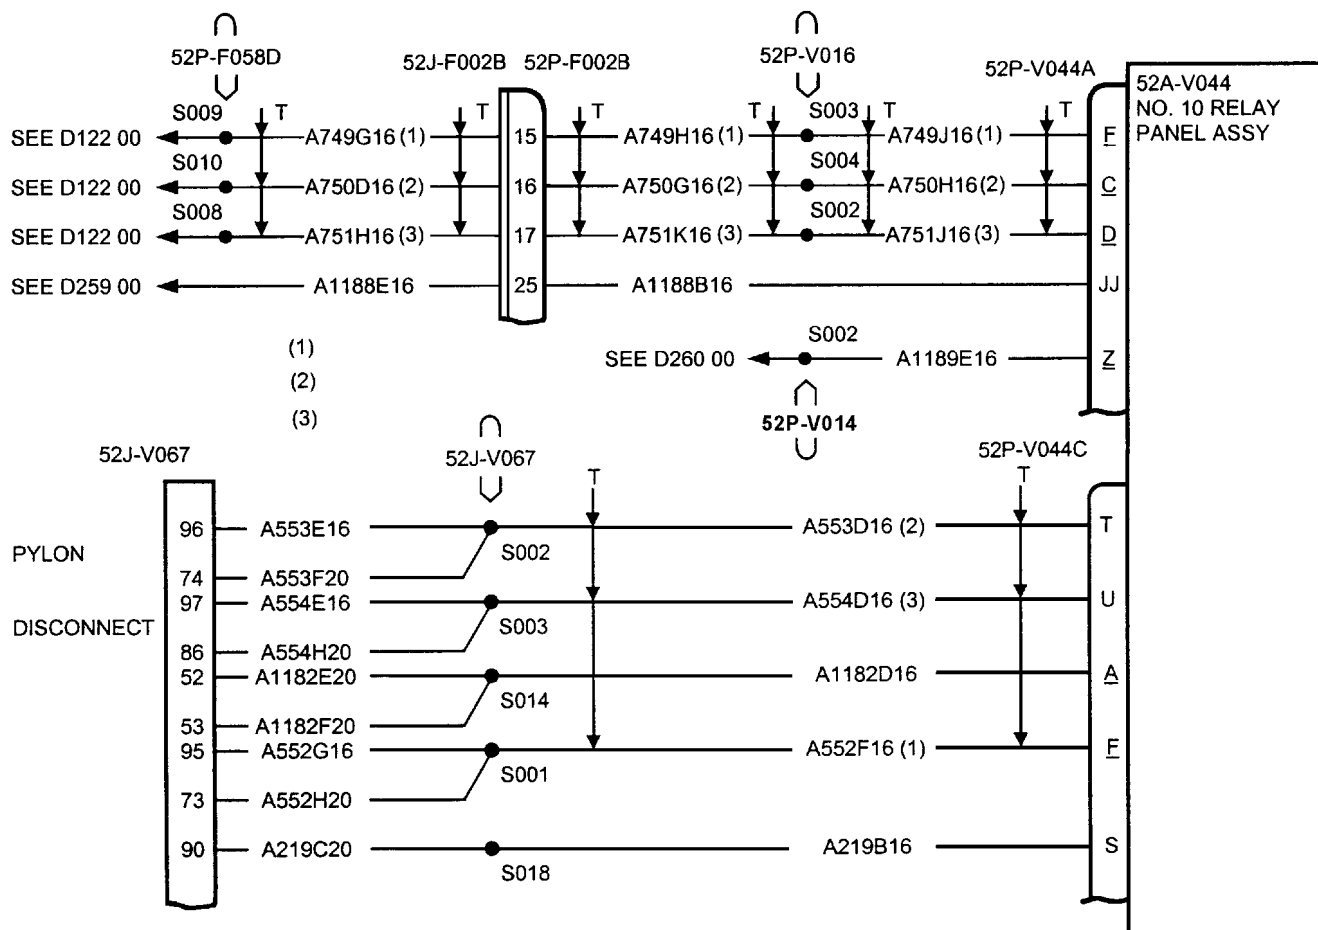 52P-F058D 52J-F002B 52P-F002B 52P-V016 52P-V044A
52A-V044
NO. 10 RELAY
PANEL ASSY
S009 T T T T S003 T T
SEE D122 00 A749G16 (1) 15 A749H16 (1) A749J16 (1) F
S010 S004
SEE D122 00 A750D16 (2) 16 A750G16 (2) A750H16 (2) C
S008 S002
SEE D122 00 A751H16 (3) 17 A751K16 (3) A751J16 (3) D
SEE D259 00 A1188E16 25 A1188B16 JJ
(1)
(2)
(3)
S002
SEE D260 00 A1189E16 Z
52P-V014
52J-V067 52J-V067 T 52P-V044C
T
96 A553E16 A553D16 (2) T
S002
PYLON
74 A553F20
97 A554E16 A554D16 (3) U
S003
DISCONNECT
86 A554H20
52 A1182E20 A1182D16 A
S014
53 A1182F20
95 A552G16 A552F16 (1) F
S001
73 A552H20
90 A219C20 A219B16 S
S018